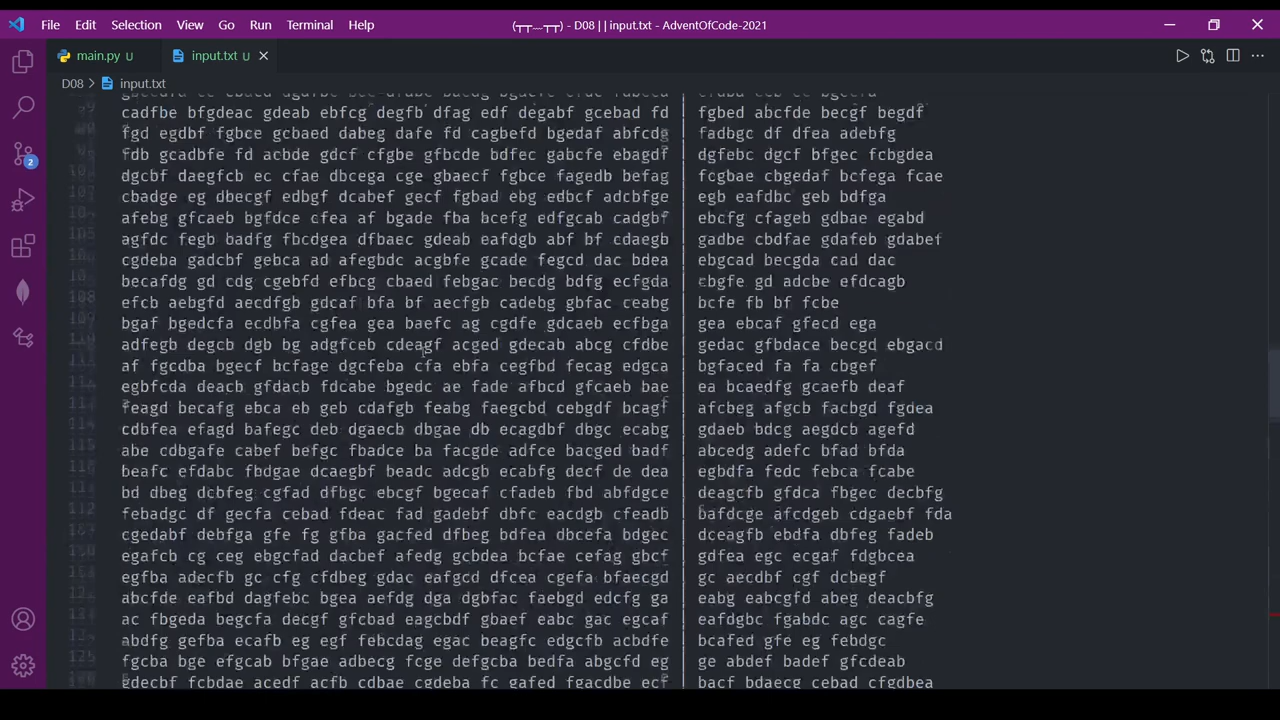 File Edit Selection View Go Run Terminal Help (┬┬﹏┬┬) - D08 || input.txt - AdventOfCode-2021
main.py U input.txt U
D08 > input.txt
cadfbe bfgdeac gdeab ebfcg degfb dfag edf degabf gcebad fd | fgbed abcfde becgf begdf
fgd egdbf fgbce gcbaed dabeg dafe fd cagbefd bgedaf abfcdg | fadbgc df dfea adebfg
fdb gcadbfe fd acbde gdcf cfgbe gfbcde bdfec gabcfe ebagdf | dgfebc dgcf bfgec fcbgdea
dgcbf daegfcb ec cfae dbcega cge gbaecf fgbce fagedb befag | fcgbae cbgedaf bcfega fcae
cbadge eg dbecgf edbgf dcabef gecf fgbad ebg edbcf adcbfge | egb eafdbc geb bdfga
afebg gfcaeb bgfdce cfea af bgade fba bcefg edfgcab cadgbf | ebcfg cfageb gdbae egabd
agfdc fegb badfg fbcdgea dfbaec gdeab eafdgb abf bf cdaegb | gadbe cbdfae gdafeb gdabef
cgdeba gadcbf gebca ad afegbdc acgbfe gcade fegcd dac bdea | ebgcad becgda cad dac
becafdg gd cdg cgebfd efbcg cbaed febgac becdg bdfg ecfgda | cbgfe gd adcbe efdcagb
efcb aebgfd aecdfgb gdcaf bfa bf aecfgb cadebg gbfac ceabg | bcfe fb bf fcbe
bgaf bgedcfa ecdbfa cgfea gea baefc ag cgdfe gdcaeb ecfbga | gea ebcaf gfecd ega
adfegb degcb dgb bg adgfceb cdeagf acged gdecab abcg cfdbe | gedac gfbdace becgd ebgacd
af fgcdba bgecf bcfage dgcfeba cfa ebfa cegfbd fecag edgca | bgfaced fa fa cbgef
egbfcda deacb gfdacb fdcabe bgedc ae fade afbcd gfcaeb bae | ea bcaedfg gcaefb deaf
feagd becafg ebca eb geb cdafgb feabg faegcbd cebgdf bcagf | afcbeg afgcb facbgd fgdea
cdbfea efagd bafegc deb dgaecb dbgae db ecagdbf dbgc ecabg | gdaeb bdcg aegdcb agefd
abe cdbgafe cabef befgc fbadce ba facgde adfce bacged badf | abcedg adefc bfad bfda
beafc efdabc fbdgae dcaegbf beadc adcgb ecabfg decf de dea | egbdfa fedc febca fcabe
bd dbeg dcbfeg cgfad dfbgc ebcgf bgecaf cfadeb fbd abfdgce | deagcfb gfdca fbgec decbfg
febadgc df gecfa cebad fdeac fad gadebf dbfc eacdgb cfeadb | bafdcge afcdgeb cdgaebf fda
cgedabf debfga gfe fg gfba gacfed dfbeg bdfea dbcefa bdgec | dceagfb ebdfa dbfeg fadeb
egafcb cg ceg ebgcfad dacbef afedg gcbdea bcfae cefag gbcf | gdfea egc ecgaf fdgbcea
egfba adecfb gc cfg cfdbeg gdac eafgcd dfcea cgefa bfaecgd | gc aecdbf cgf dcbegf
abcfde eafbd dagfebc bgea aefdg dga dgbfac faebgd edcfg ga | eabg eabcgfd abeg deacbfg
ac fbgeda begcfa decgf gfcbad eagcbdf gbaef eabc gac egcaf | eafdgbc fgabdc agc cagfe
abdfg gefba ecafb eg egf febcdag egac beagfc edgcfb acbdfe | bcafed gfe eg febdgc
fgcba bge efgcab bfgae adbecg fcge defgcba bedfa abgcfd eg | ge abdef badef gfcdeab
gdecbf fcbdae acedf acfb cdbae cgdeba fc gafed fgacdbe ecf | bacf bdaecg cebad cfgdbea